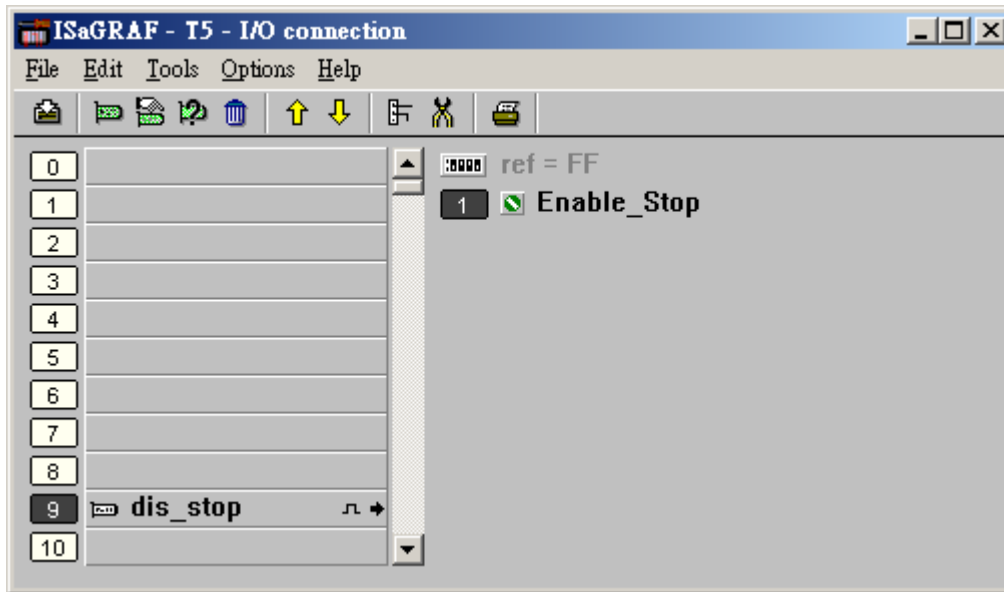 ISaGRAF - T5 - I/O connection
File Edit Tools Options Help
0
1
2
3
4
5
6
7
8
9 dis_stop
10
ref = FF
1 Enable_Stop